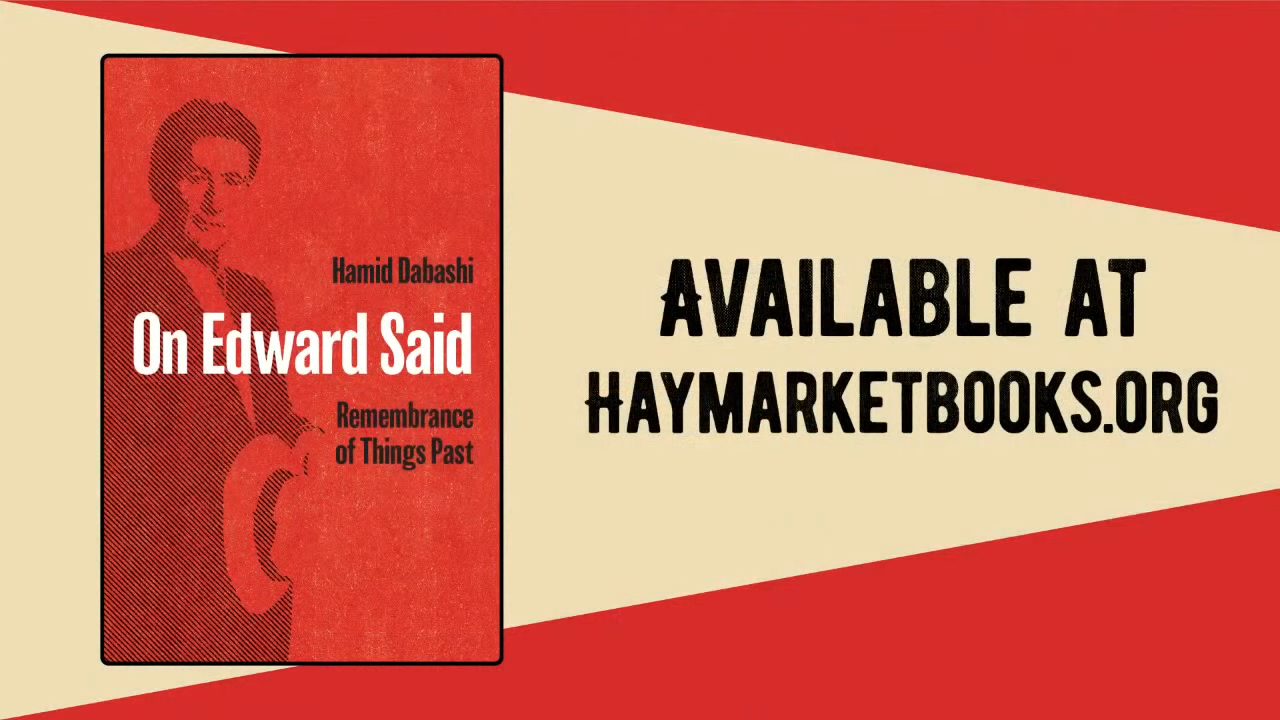 Hamid Dabashi
On Edward Said
Remembrance
of Things Past
AVAILABLE AT
HAYMARKETBOOKS.ORG